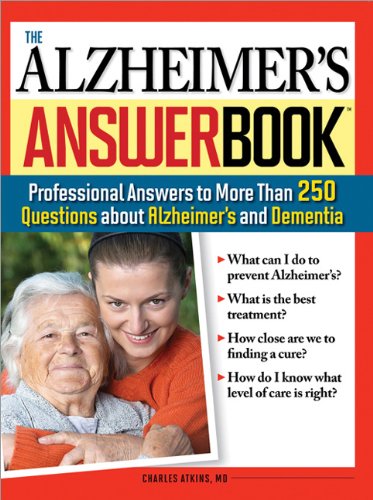 THE
ALZHEIMER'S
ANSWERBOOK™
Professional Answers to More Than 250
Questions about Alzheimer's and Dementia
What can I do to
prevent Alzheimer's?
What is the best
treatment?
How close are we to
finding a cure?
How do I know what
level of care is right?
CHARLES ATKINS, MD